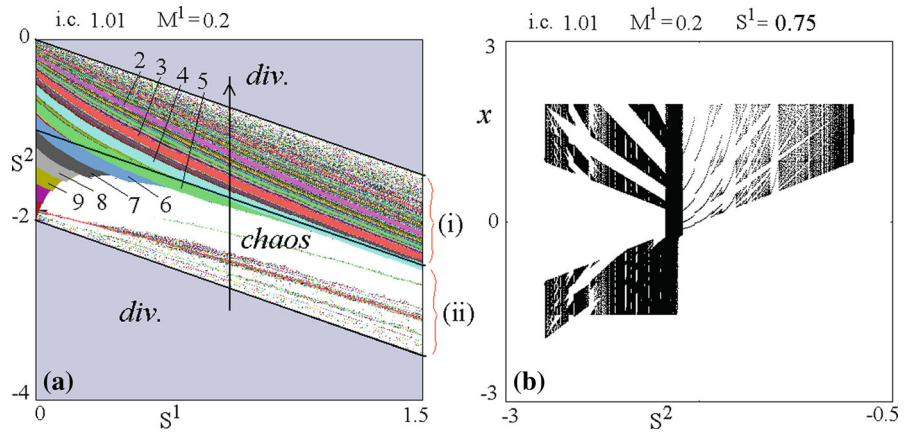 i.c. 1.01 M¹=0.2
0
S²
-2
-4
2
3
4
5
div.
9
8
7
6
chaos
div.
(i)
(ii)
(a)
0
S¹
1.5
i.c. 1.01 M¹=0.2 S¹=0.75
3
x
0
-3
(b)
-3
S²
-0.5